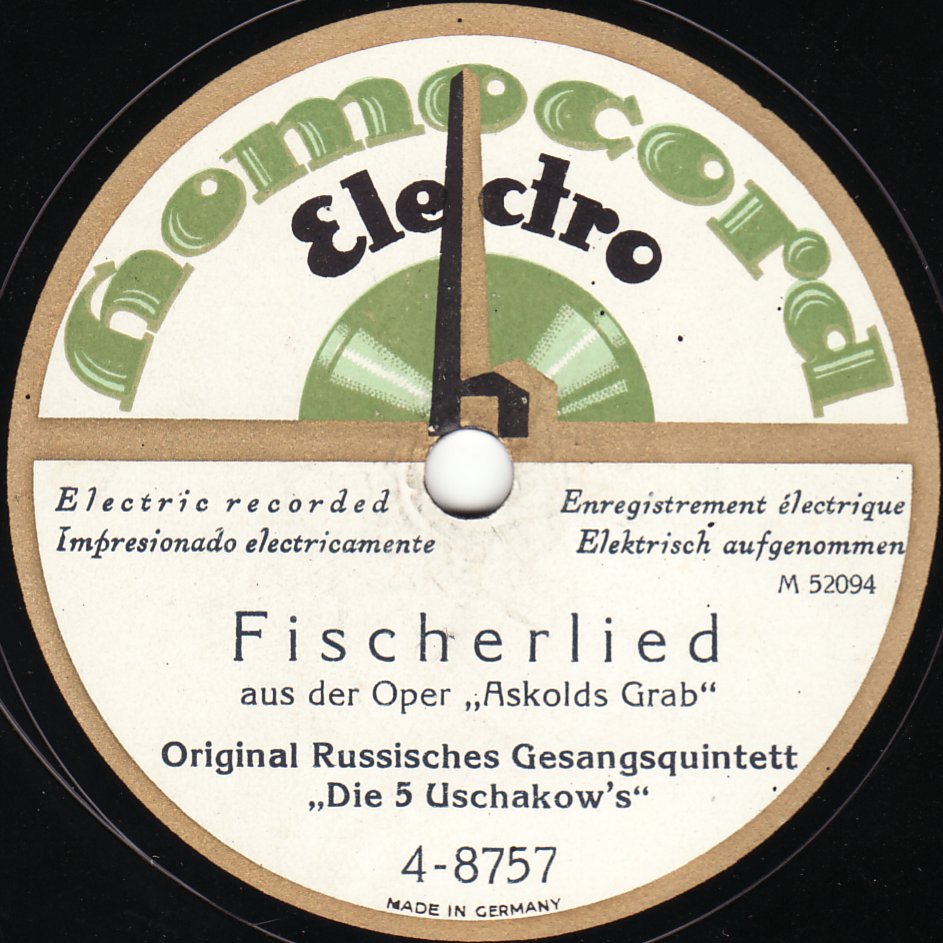 homocord
Electro
Electric recorded
Impresionado electricamente
Enregistrement électrique
Elektrisch aufgenommen
M 52094
Fischerlied
aus der Oper „Askolds Grab“
Original Russisches Gesangsquintett
„Die 5 Uschakow's“
4-8757
MADE IN GERMANY